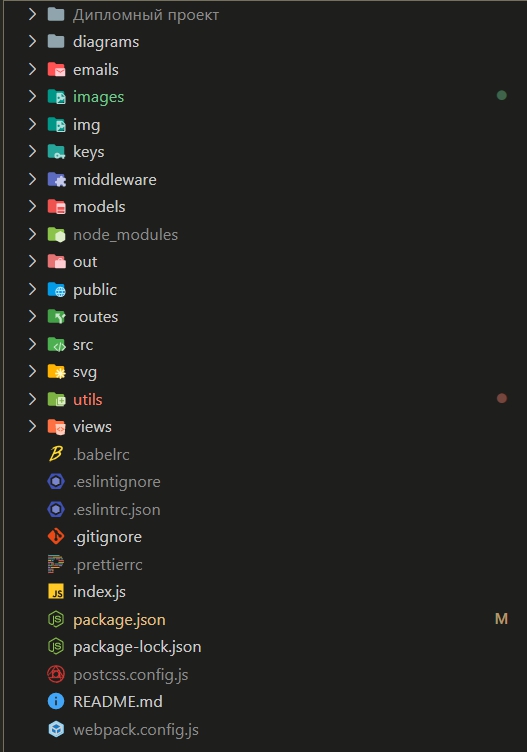 Дипломный проект
diagrams
emails
images
img
keys
middleware
models
node_modules
out
public
routes
src
svg
utils
views
.babelrc
.eslintignore
.eslintrc.json
.gitignore
.prettierrc
index.js
package.json M
package-lock.json
postcss.config.js
README.md
webpack.config.js